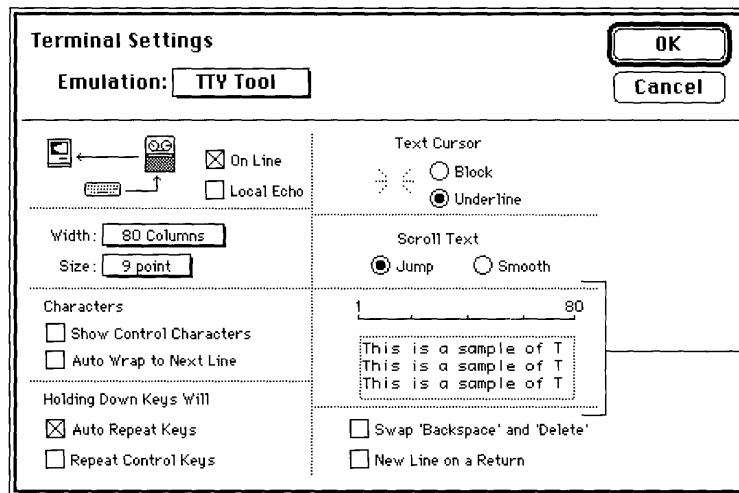 Terminal Settings
OK
Emulation: TTY Tool
Cancel
On Line
Local Echo
Text Cursor
Block
Underline
Width: 80 Columns
Size: 9 point
Scroll Text
Jump Smooth
Characters
Show Control Characters
Auto Wrap to Next Line
1 80
This is a sample of T
This is a sample of T
This is a sample of T
Holding Down Keys Will
Auto Repeat Keys
Repeat Control Keys
Swap 'Backspace' and 'Delete'
New Line on a Return